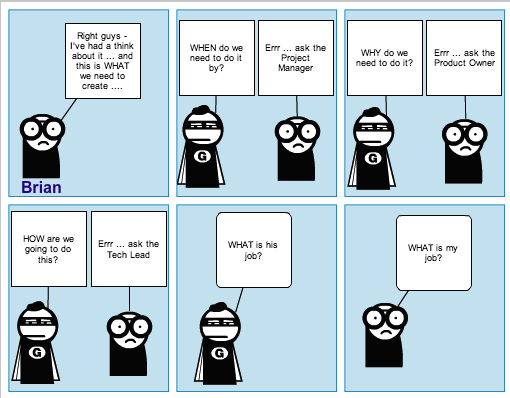 Right guys -
I've had a think
about it ... and
this is WHAT
we need to
create ....
Brian
WHEN do we
need to do it
by?
Errr ... ask the
Project
Manager
G
WHY do we
need to do it?
Errr ... ask the
Product Owner
G
HOW are we
going to do
this?
Errr ... ask the
Tech Lead
G
WHAT is his
job?
G
WHAT is my
job?